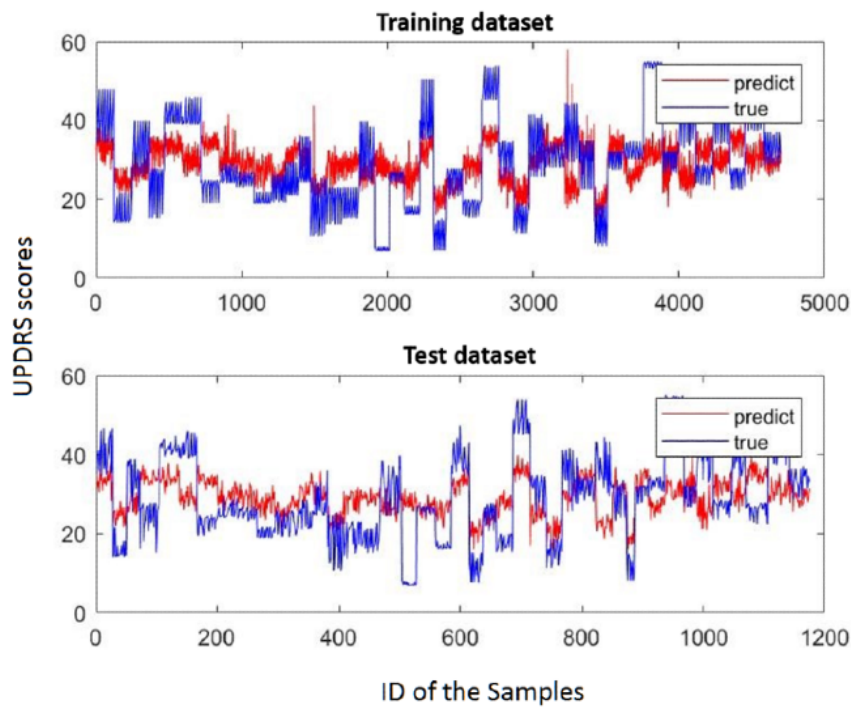 Training dataset
60
40
20
0
predict
true
0 1000 2000 3000 4000 5000
UPDRS scores
Test dataset
60
40
20
0
predict
true
0 200 400 600 800 1000 1200
ID of the Samples